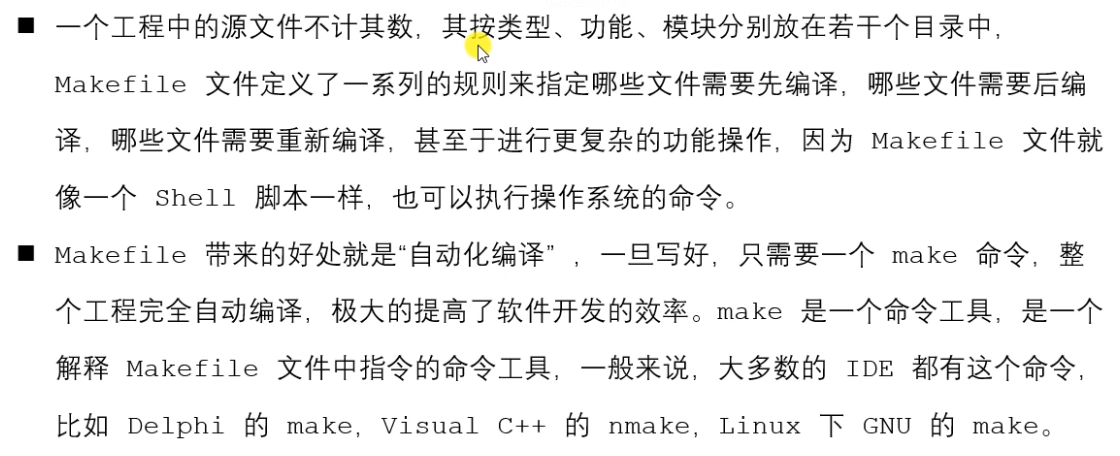 ■ 一个工程中的源文件不计其数，其按类型、功能、模块分别放在若干个目录中，
Makefile 文件定义了一系列的规则来指定哪些文件需要先编译，哪些文件需要后编
译，哪些文件需要重新编译，甚至于进行更复杂的功能操作，因为 Makefile 文件就
像一个 Shell 脚本一样，也可以执行操作系统的命令。
■ Makefile 带来的好处就是“自动化编译” ，一旦写好，只需要一个 make 命令，整
个工程完全自动编译，极大的提高了软件开发的效率。make 是一个命令工具，是一个
解释 Makefile 文件中指令的命令工具，一般来说，大多数的 IDE 都有这个命令，
比如 Delphi 的 make，Visual C++ 的 nmake，Linux 下 GNU 的 make。